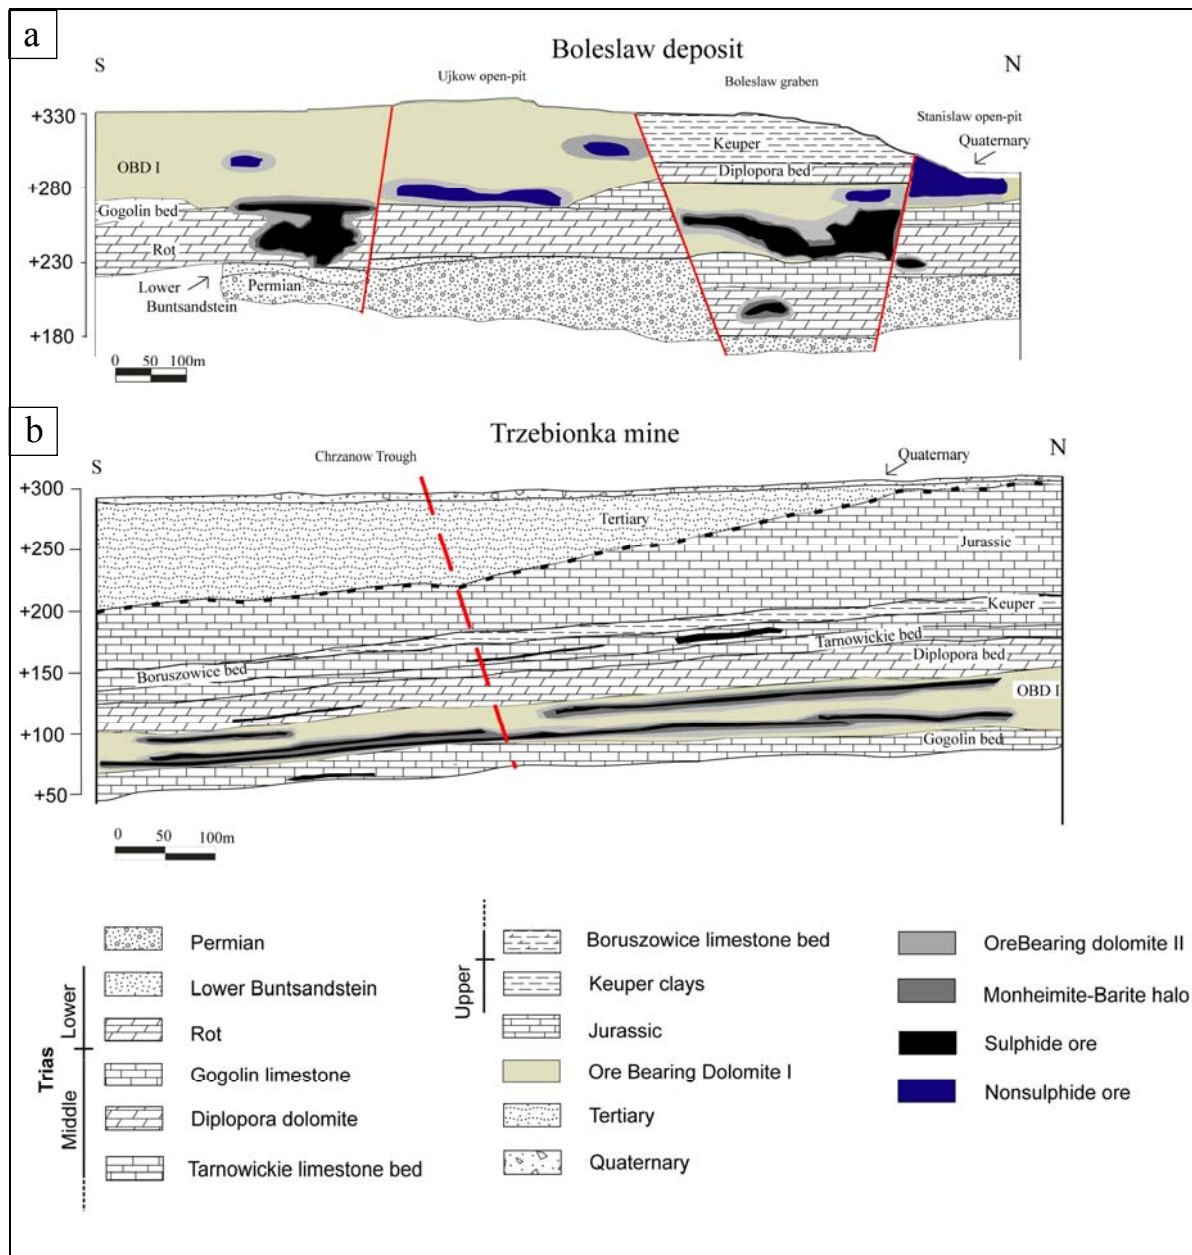 a
Boleslaw deposit
S
Ujkow open-pit
Boleslaw graben
N
Stanislaw open-pit
Quaternary
+330
Keuper
OBD I
Diplopora bed
+280
Gogolin bed
Rot
+230
Lower
Buntsandstein
Permian
+180
0 50 100m
b
Trzebionka mine
S
Chrzanow Trough
Quaternary
N
+300
Tertiary
+250
Jurassic
+200
Keuper
Tarnowickie bed
Diplopora bed
Boruszowice bed
+150
OBD I
+100
Gogolin bed
+50
0 50 100m
Trias
Lower
Middle
Permian
Lower Buntsandstein
Rot
Gogolin limestone
Diplopora dolomite
Tarnowickie limestone bed
Upper
Boruszowice limestone bed
Keuper clays
Jurassic
Ore Bearing Dolomite I
Tertiary
Quaternary
OreBearing dolomite II
Monheimite-Barite halo
Sulphide ore
Nonsulphide ore